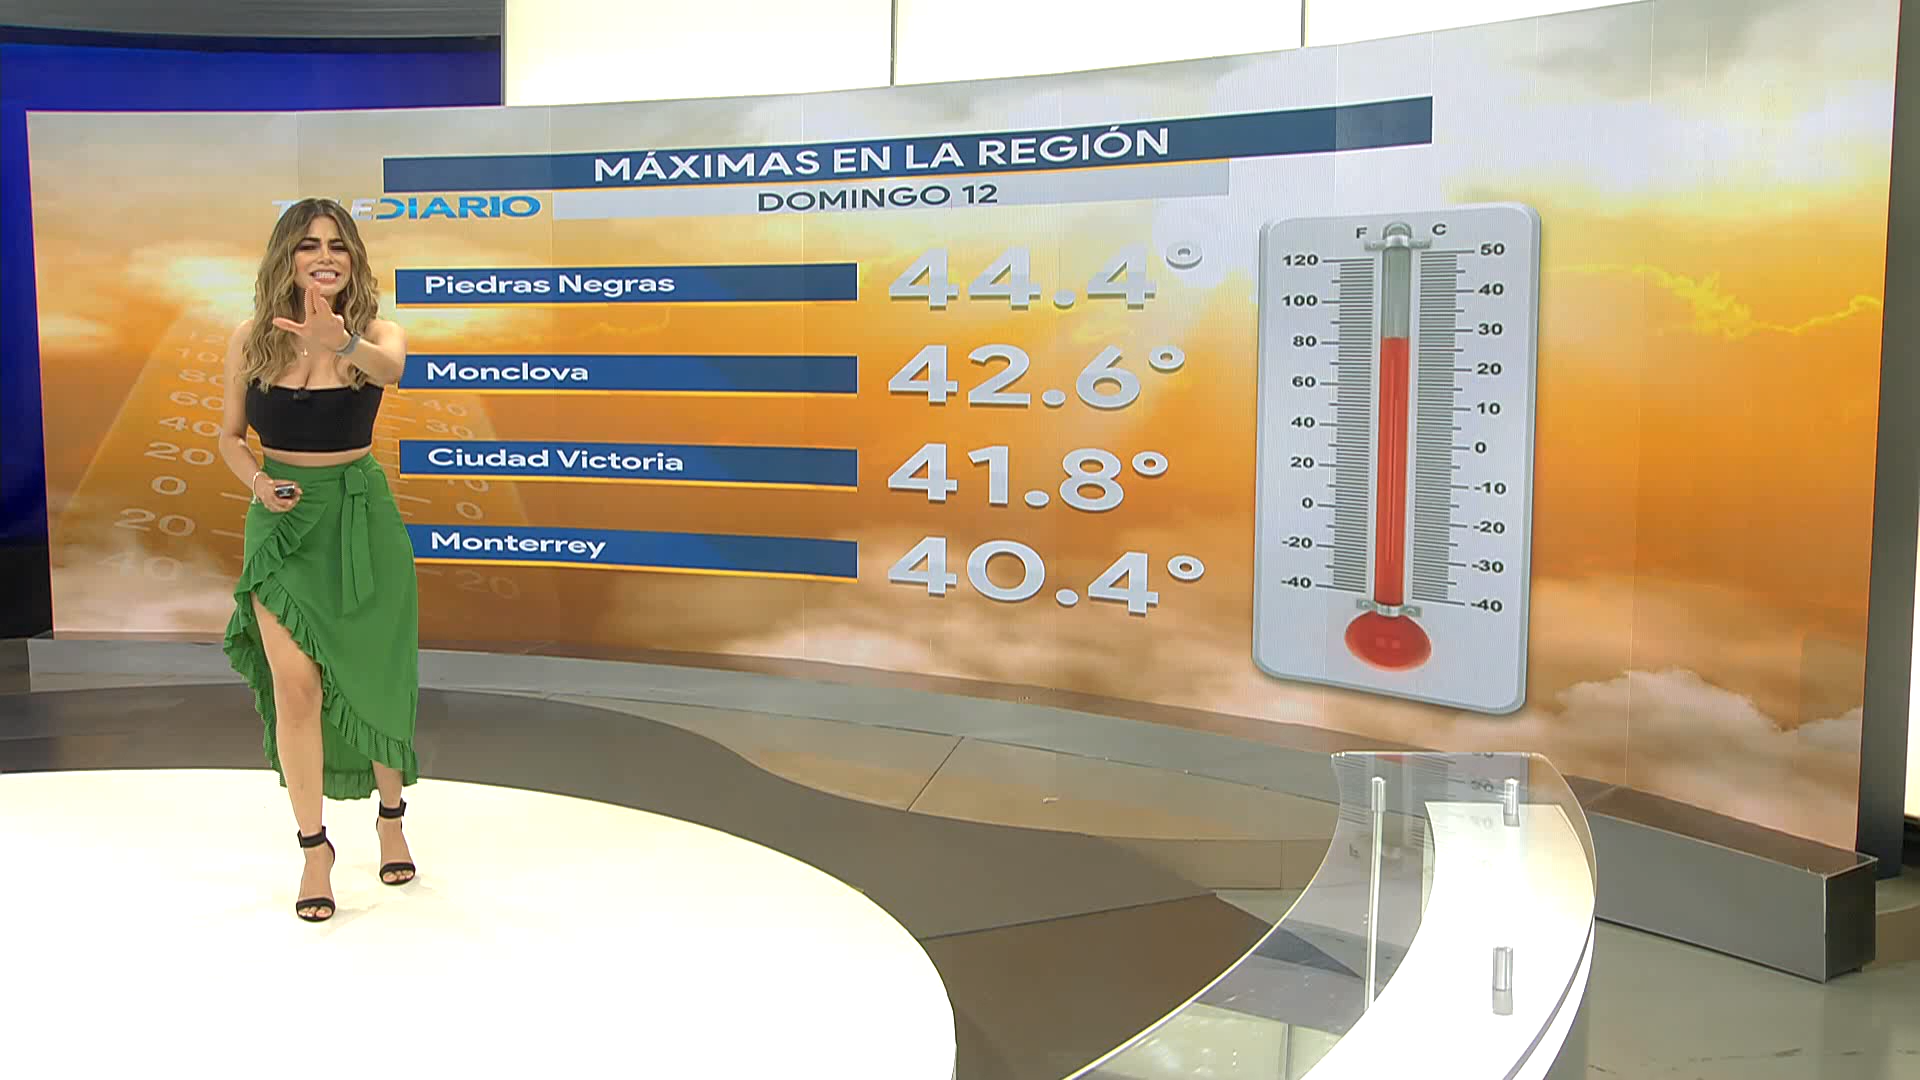 MÁXIMAS EN LA REGIÓN
DOMINGO 12
TELEDIARIO
Piedras Negras 44.4°
Monclova 42.6°
Ciudad Victoria 41.8°
Monterrey 40.4°
F C
120 50
100 40
80 30
60 20
40 10
20 0
0 -10
-20 -20
-40 -30
-40